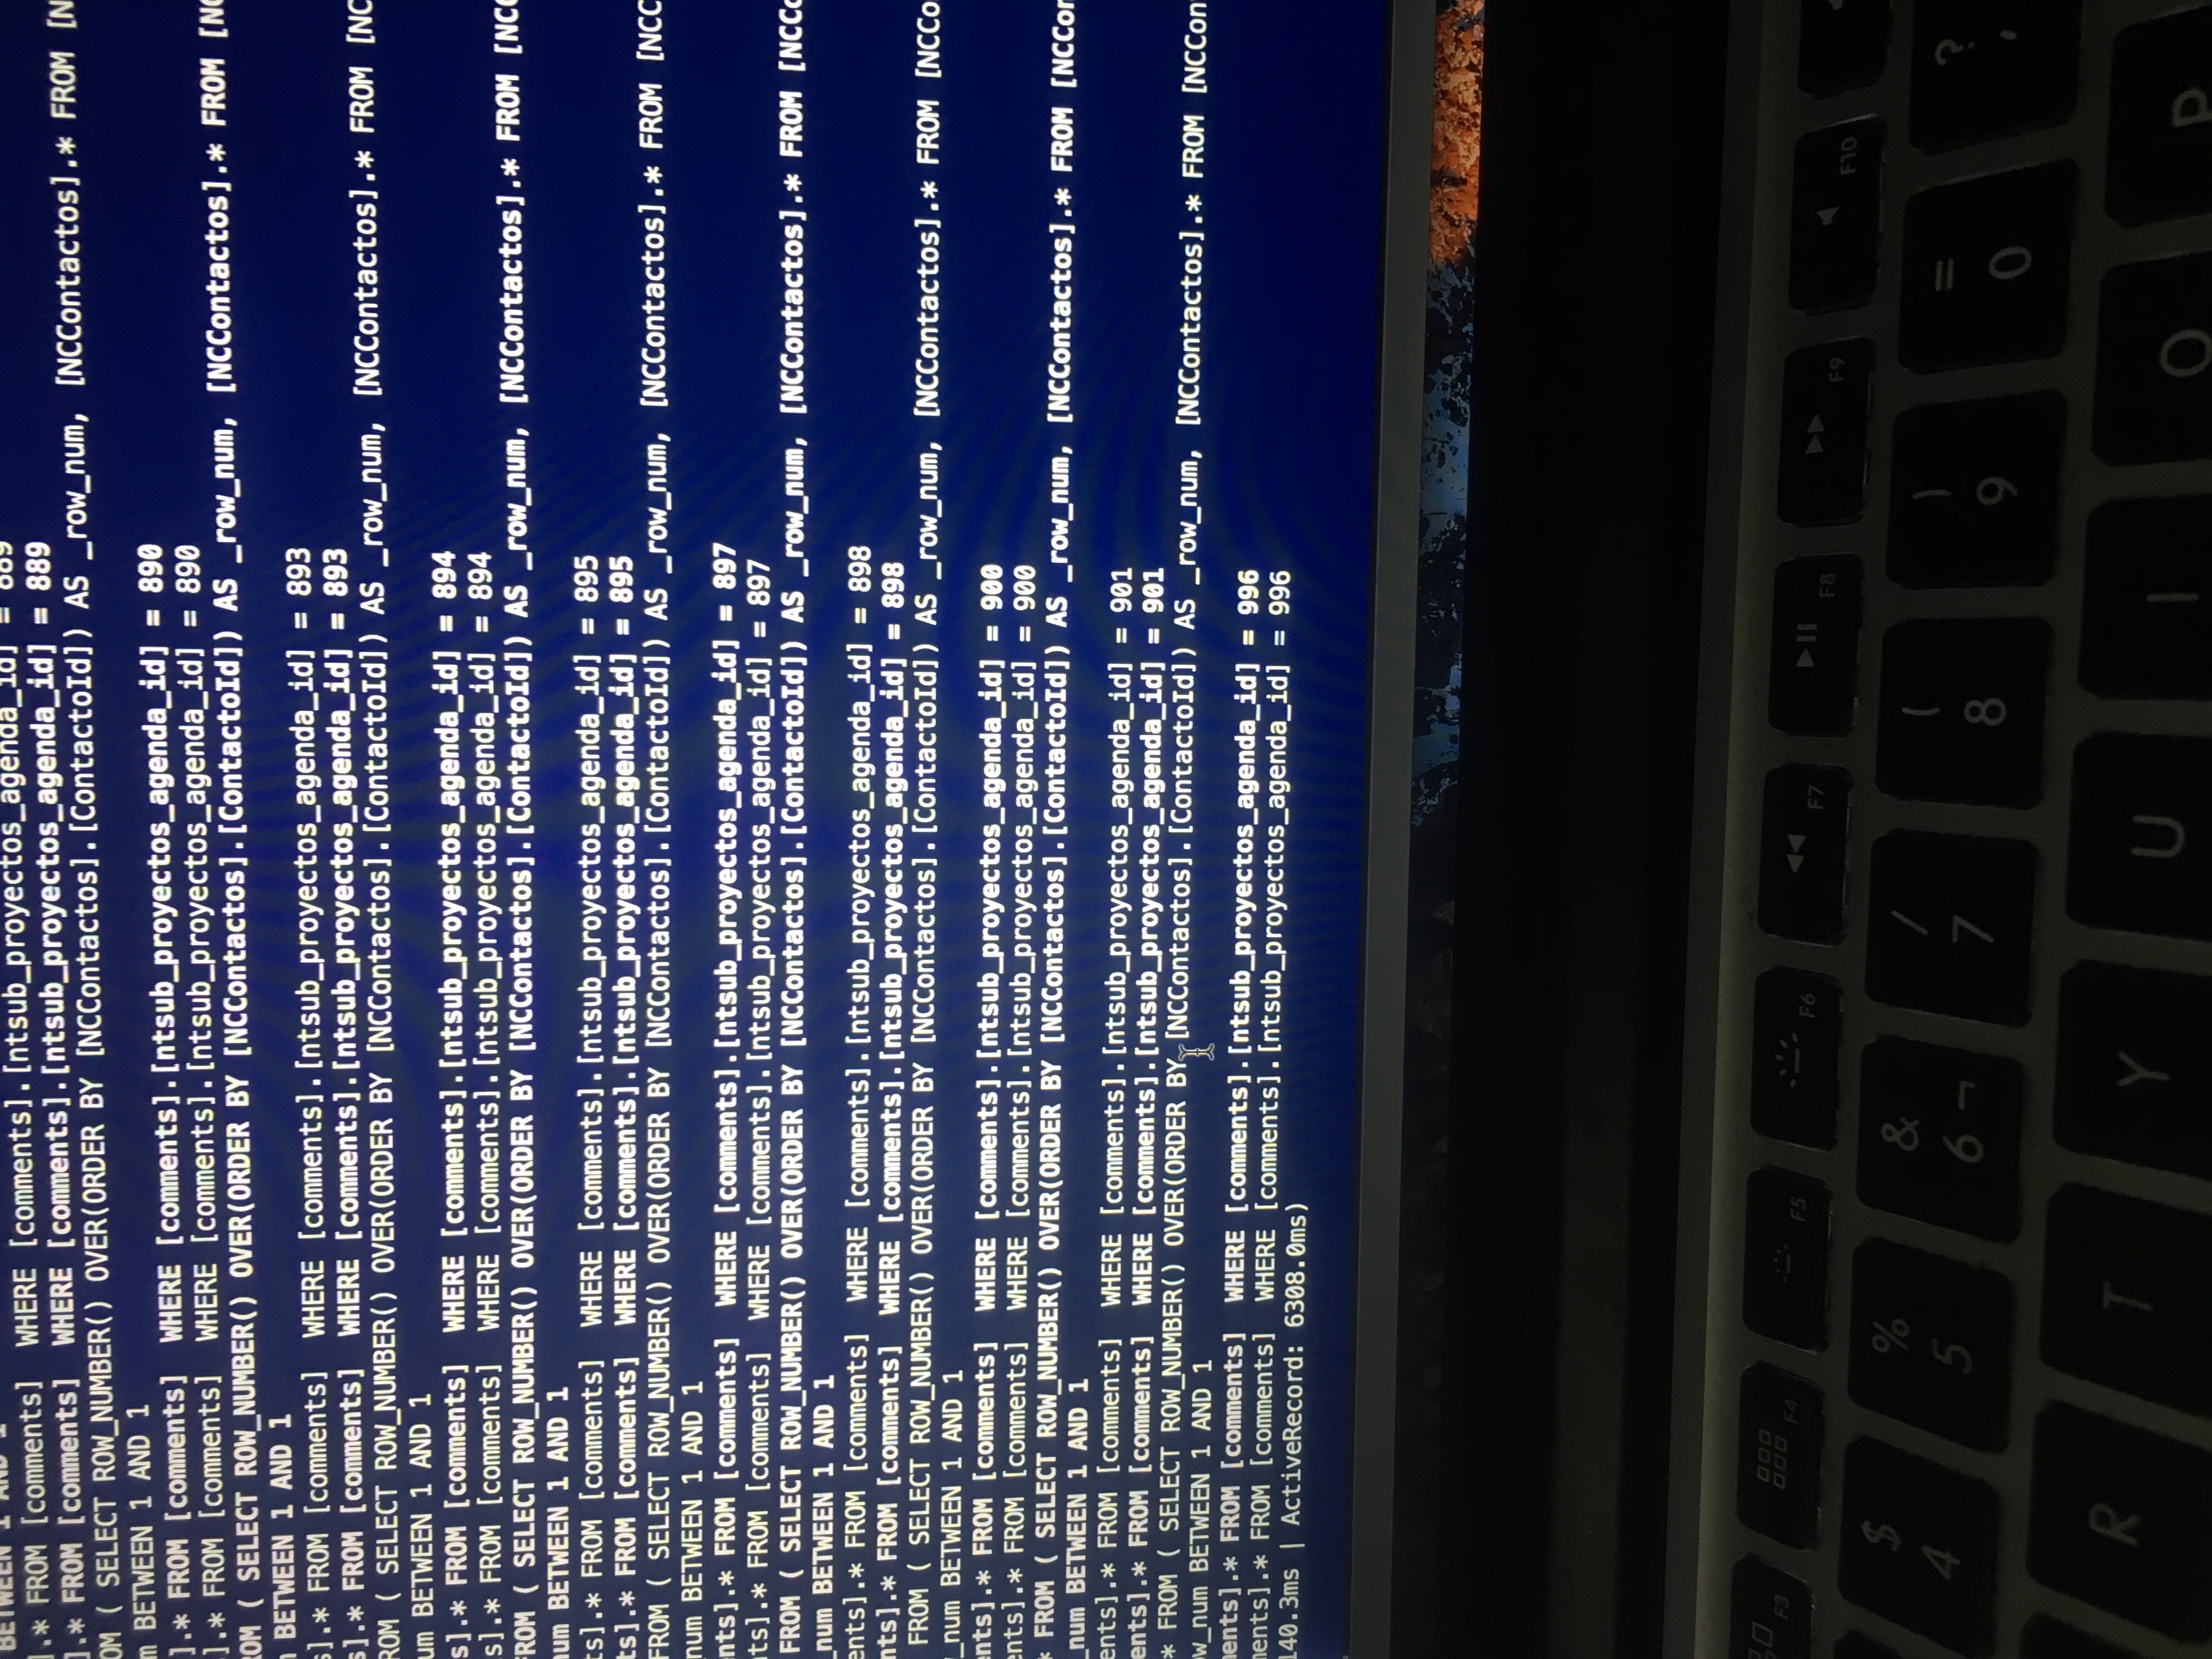 BETWEEN 1 AND 1
].* FROM [comments]  WHERE [comments].[ntsub_proyectos_agenda_id] = 889
].* FROM [comments]  WHERE [comments].[ntsub_proyectos_agenda_id] = 889
OM ( SELECT ROW_NUMBER() OVER(ORDER BY [NCContactos].[ContactoId]) AS _row_num, [NCContactos].* FROM [N
m BETWEEN 1 AND 1
].* FROM [comments]  WHERE [comments].[ntsub_proyectos_agenda_id] = 890
].* FROM [comments]  WHERE [comments].[ntsub_proyectos_agenda_id] = 890
ROM ( SELECT ROW_NUMBER() OVER(ORDER BY [NCContactos].[ContactoId]) AS _row_num, [NCContactos].* FROM [NC
BETWEEN 1 AND 1
s].* FROM [comments]  WHERE [comments].[ntsub_proyectos_agenda_id] = 893
s].* FROM [comments]  WHERE [comments].[ntsub_proyectos_agenda_id] = 893
ROM ( SELECT ROW_NUMBER() OVER(ORDER BY [NCContactos].[ContactoId]) AS _row_num, [NCContactos].* FROM [NC
um BETWEEN 1 AND 1
s].* FROM [comments]  WHERE [comments].[ntsub_proyectos_agenda_id] = 894
s].* FROM [comments]  WHERE [comments].[ntsub_proyectos_agenda_id] = 894
FROM ( SELECT ROW_NUMBER() OVER(ORDER BY [NCContactos].[ContactoId]) AS _row_num, [NCContactos].* FROM [NCC
num BETWEEN 1 AND 1
ts].* FROM [comments]  WHERE [comments].[ntsub_proyectos_agenda_id] = 895
ts].* FROM [comments]  WHERE [comments].[ntsub_proyectos_agenda_id] = 895
FROM ( SELECT ROW_NUMBER() OVER(ORDER BY [NCContactos].[ContactoId]) AS _row_num, [NCContactos].* FROM [NCC
num BETWEEN 1 AND 1
nts].* FROM [comments]  WHERE [comments].[ntsub_proyectos_agenda_id] = 897
nts].* FROM [comments]  WHERE [comments].[ntsub_proyectos_agenda_id] = 897
FROM ( SELECT ROW_NUMBER() OVER(ORDER BY [NCContactos].[ContactoId]) AS _row_num, [NCContactos].* FROM [NCCo
_num BETWEEN 1 AND 1
ents].* FROM [comments]  WHERE [comments].[ntsub_proyectos_agenda_id] = 898
nts].* FROM [comments]  WHERE [comments].[ntsub_proyectos_agenda_id] = 898
FROM ( SELECT ROW_NUMBER() OVER(ORDER BY [NCContactos].[ContactoId]) AS _row_num, [NCContactos].* FROM [NCCo
_num BETWEEN 1 AND 1
ents].* FROM [comments]  WHERE [comments].[ntsub_proyectos_agenda_id] = 900
ents].* FROM [comments]  WHERE [comments].[ntsub_proyectos_agenda_id] = 900
* FROM ( SELECT ROW_NUMBER() OVER(ORDER BY [NCContactos].[ContactoId]) AS _row_num, [NCContactos].* FROM [NCCon
_num BETWEEN 1 AND 1
ents].* FROM [comments]  WHERE [comments].[ntsub_proyectos_agenda_id] = 901
ents].* FROM [comments]  WHERE [comments].[ntsub_proyectos_agenda_id] = 901
* FROM ( SELECT ROW_NUMBER() OVER(ORDER BY [NCContactos].[ContactoId]) AS _row_num, [NCContactos].* FROM [NCCon
ow_num BETWEEN 1 AND 1
ments].* FROM [comments]  WHERE [comments].[ntsub_proyectos_agenda_id] = 996
ments].* FROM [comments]  WHERE [comments].[ntsub_proyectos_agenda_id] = 996
140.3ms | ActiveRecord: 6308.0ms)
F3 F4 F5 F6 F7 F8 F9 F10
$ % & / ( ) = ?
4 5 6 ¬ 7 8 9 0 '
R T Y U I O P